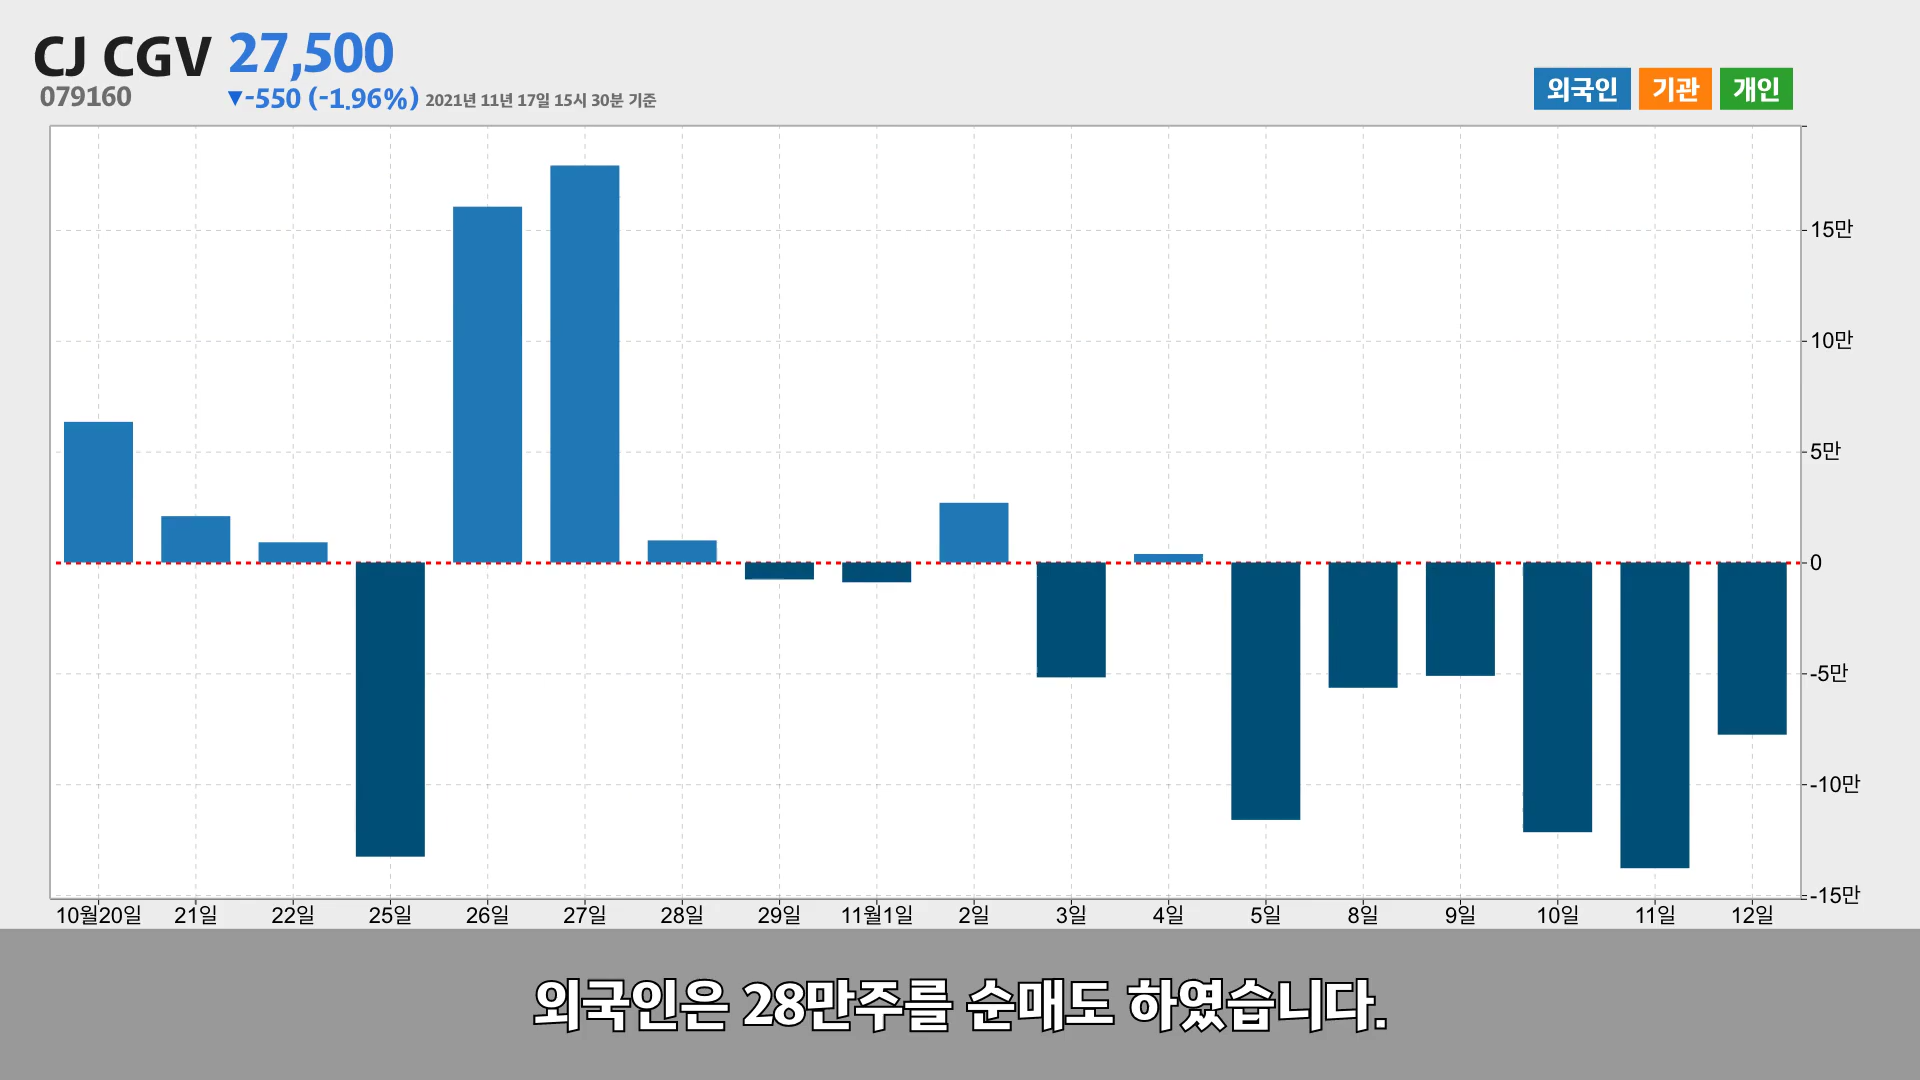 CJ CGV 27,500
079160 ▼-550 (-1.96%) 2021년 11년 17일 15시 30분 기준
외국인 기관 개인
15만
10만
5만
0
-5만
-10만
-15만
10월20일 21일 22일 25일 26일 27일 28일 29일 11월1일 2일 3일 4일 5일 8일 9일 10일 11일 12일
외국인은 28만주를 순매도 하였습니다.